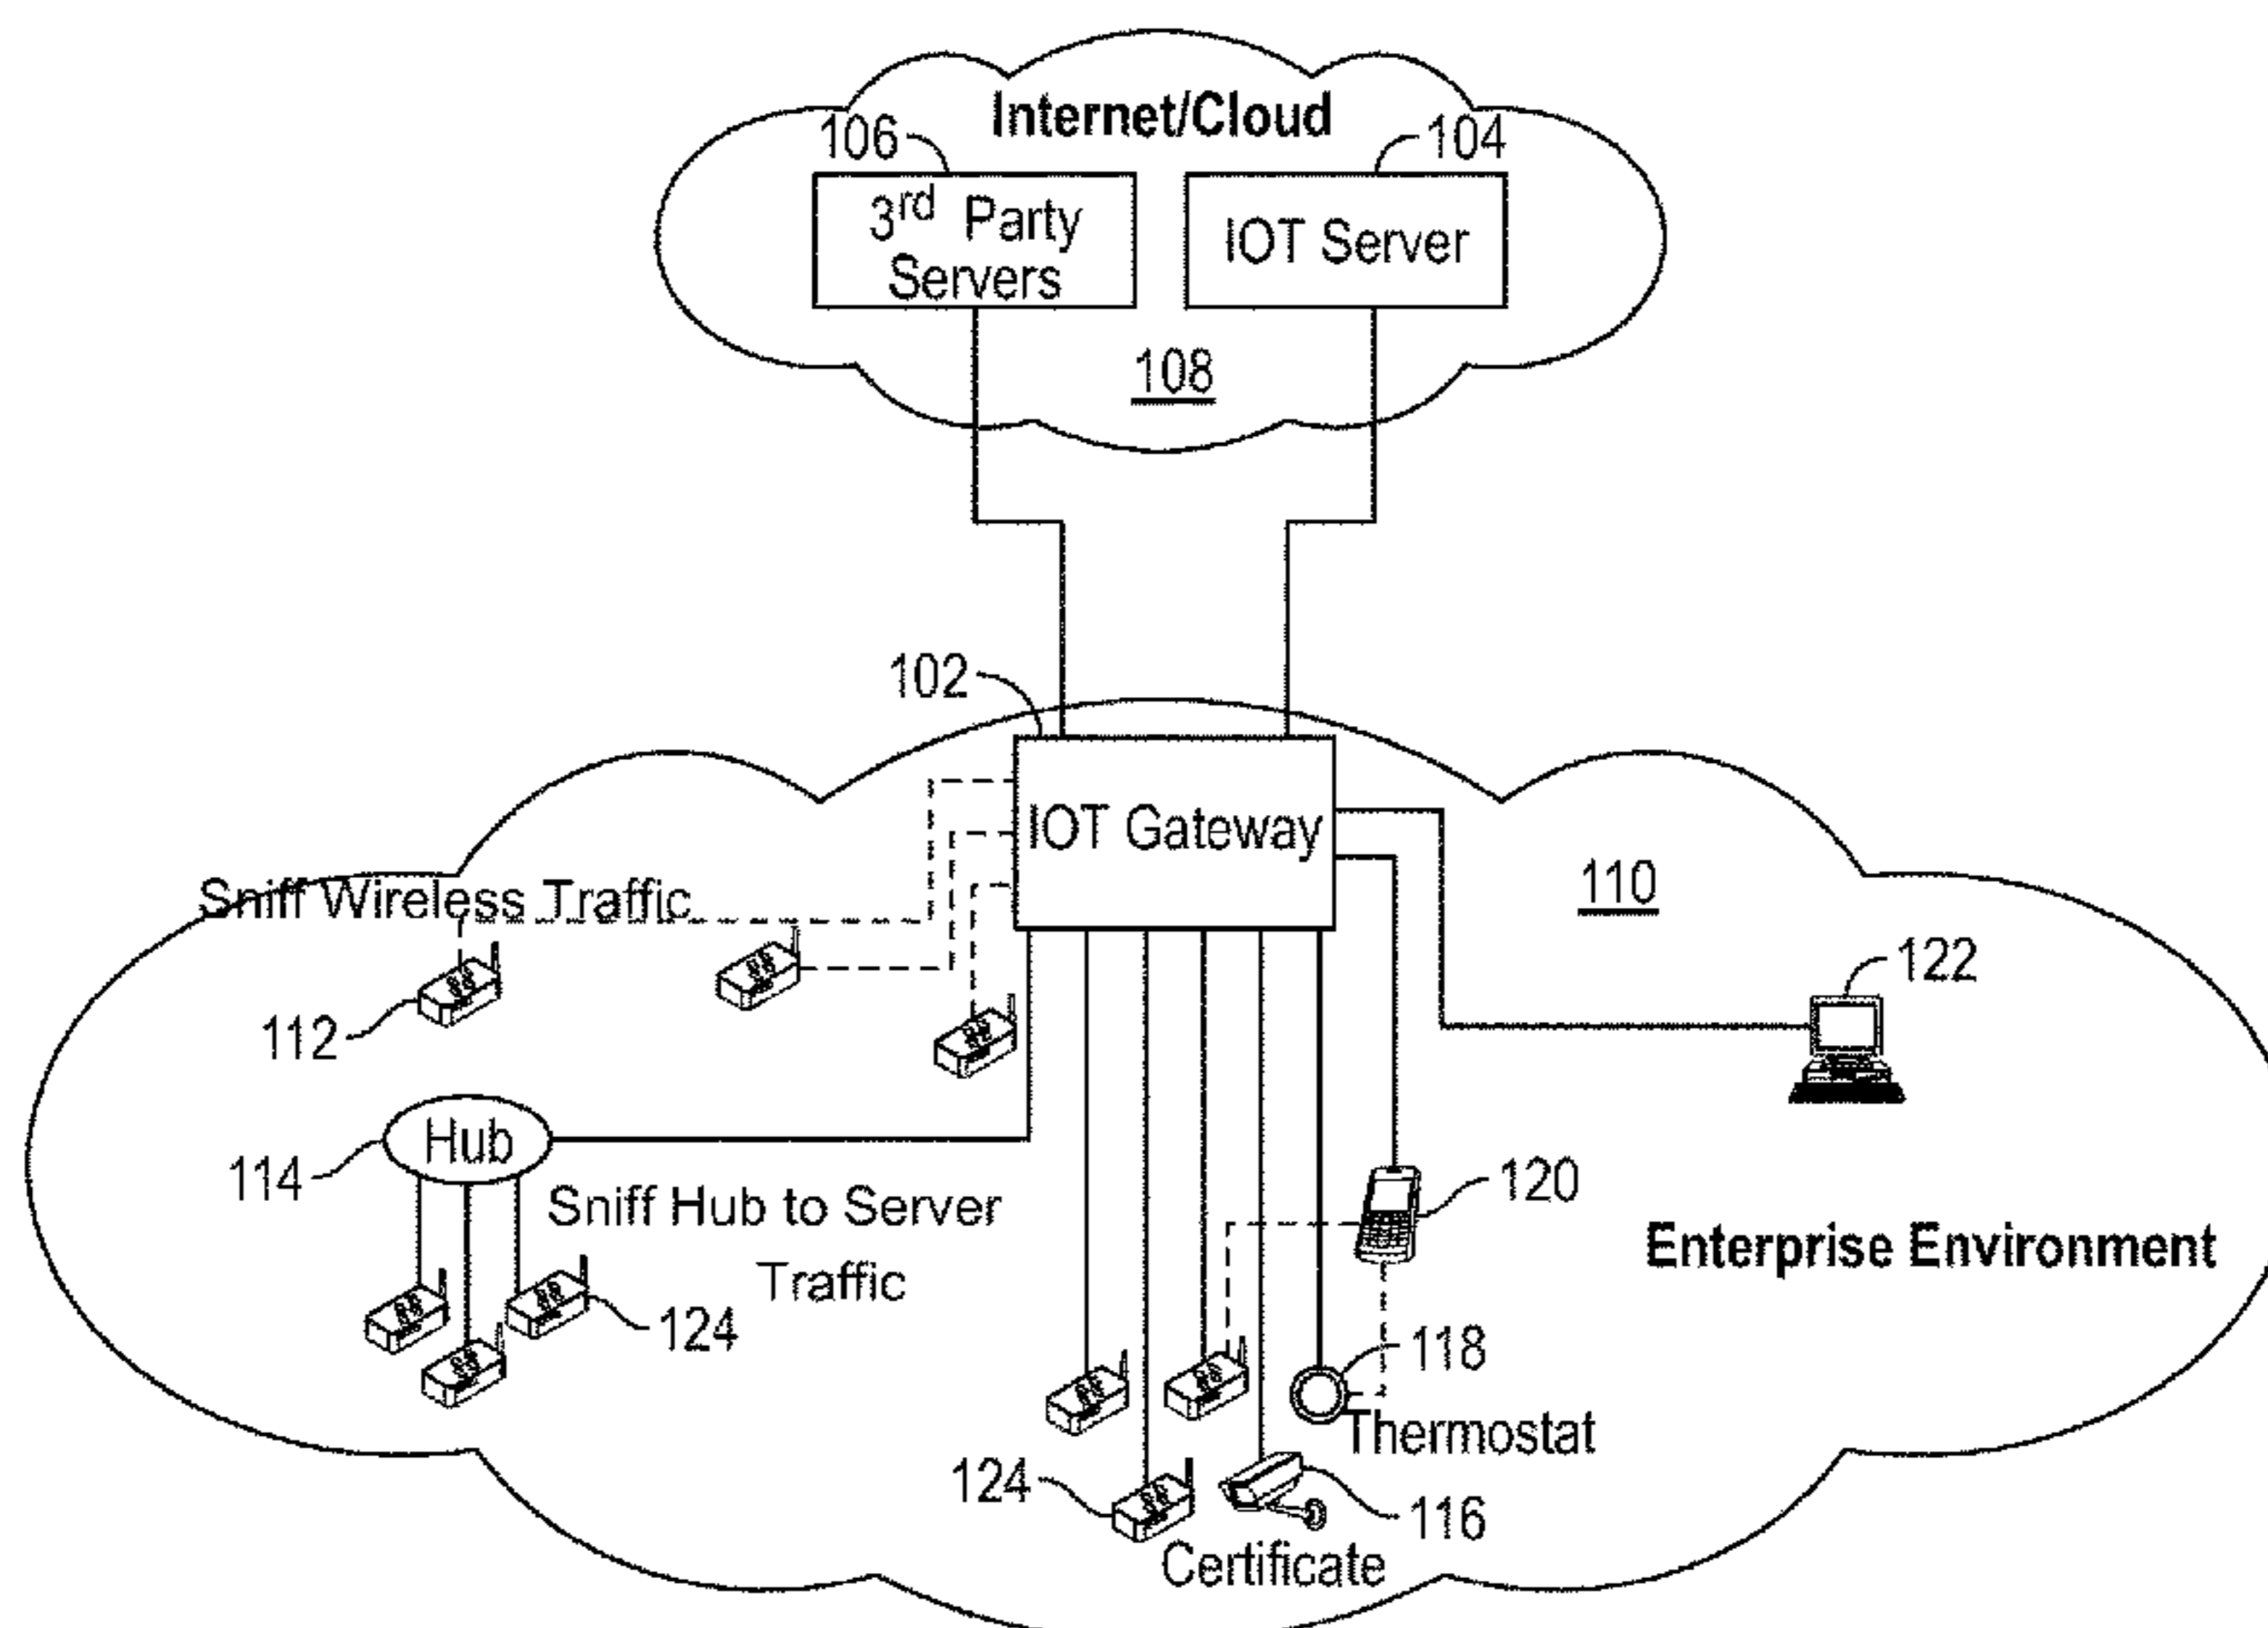 Internet/Cloud
106
104
3rd Party
Servers
IOT Server
108
102
IOT Gateway
110
Sniff Wireless Traffic
122
112
Hub
114
120
Sniff Hub to Server
Traffic
Enterprise Environment
124
118
Thermostat
124
116
Certificate